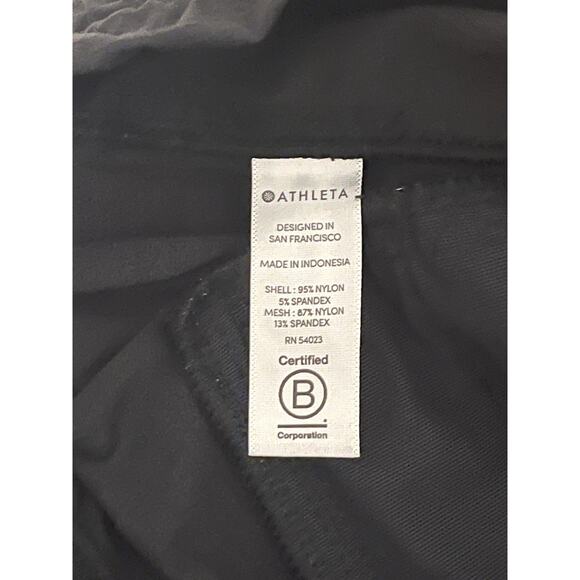 ATHLETA
DESIGNED IN
SAN FRANCISCO
MADE IN INDONESIA
SHELL : 95% NYLON
5% SPANDEX
MESH : 87% NYLON
13% SPANDEX
RN 54023
Certified
B
Corporation